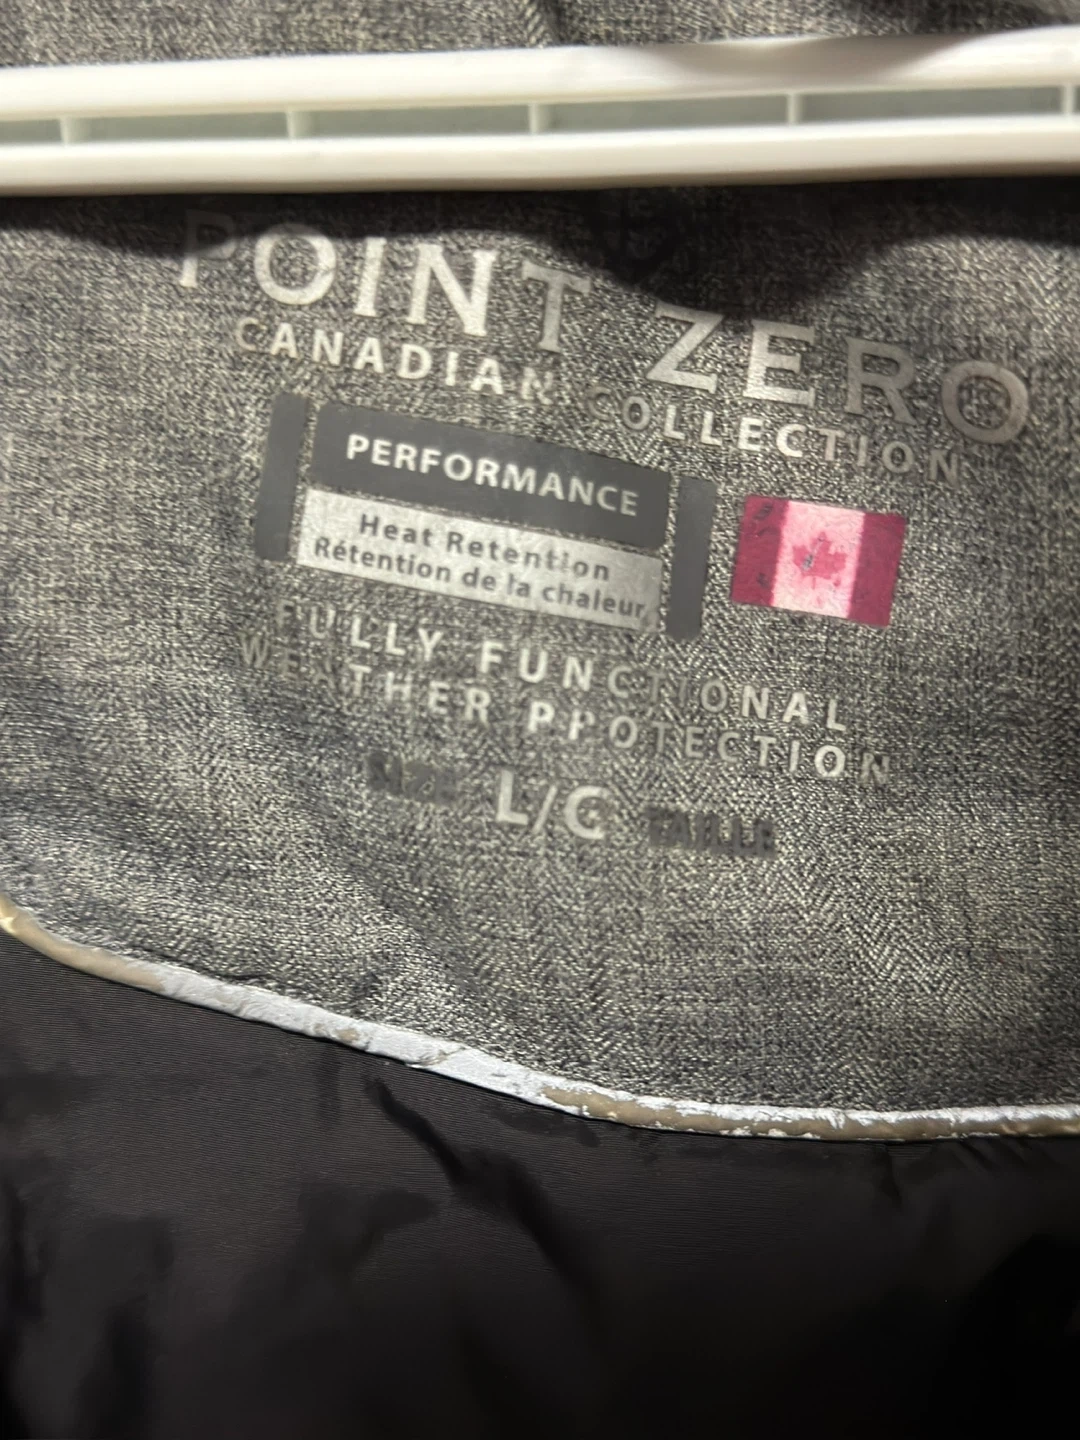 POINT ZERO
CANADIAN COLLECTION
PERFORMANCE
Heat Retention
Rétention de la chaleur
FULLY FUNCTIONAL
WEATHER PROTECTION
SIZE L/G TAILLE